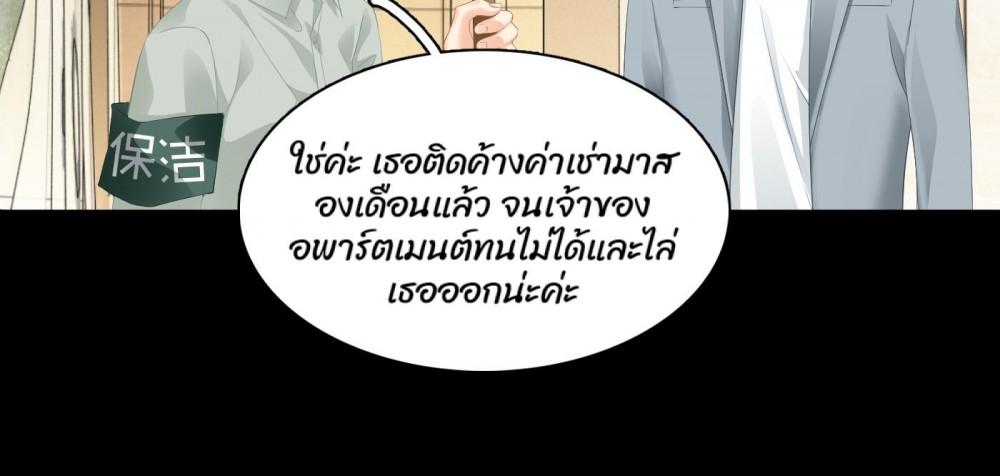 保洁
ใช่ค่ะ เธอติดค้างค่าเช่ามาส
องเดือนแล้ว จนเจ้าของ
อพาร์ตเมนต์ทนไม่ได้และไล่
เธอออกน่ะค่ะ